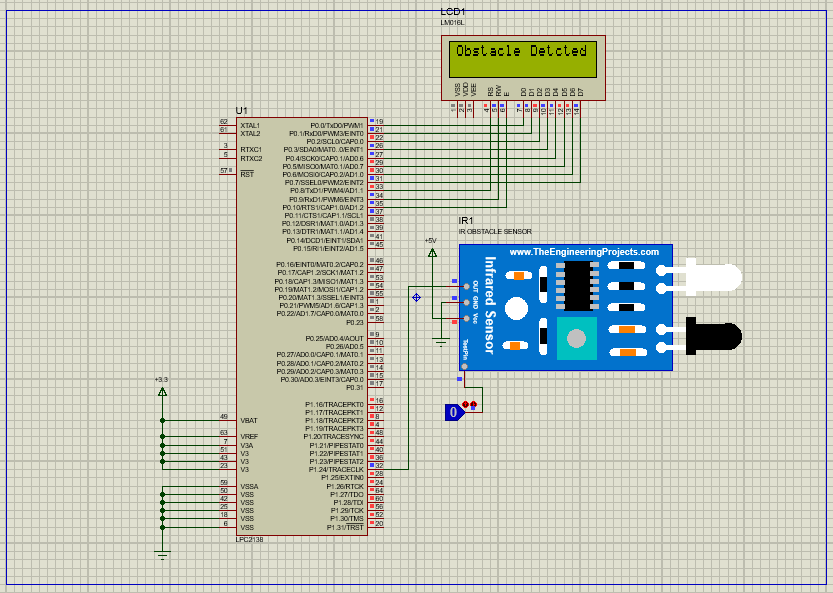 LCD1
LM016L
Obstacle Detcted
VSS
VDD
VEE
RS
RW
E
D0
D1
D2
D3
D4
D5
D6
D7
1
2
3
4
5
6
7
8
9
10
11
12
13
14
U1
62 XTAL1
61 XTAL2
3 RTXC1
5 RTXC2
57 RST
49 VBAT
63 VREF
7 V3A
51 V3
43 V3
23 V3
59 VSSA
50 VSS
42 VSS
25 VSS
18 VSS
6 VSS
P0.0/TxD0/PWM1 19
P0.1/RxD0/PWM3/EINT0 21
P0.2/SCL0/CAP0.0 22
P0.3/SDA0/MAT0..0/EINT1 26
P0.4/SCK0/CAP0.1/AD0.6 27
P0.5/MISO0/MAT0.1/AD0.7 29
P0.6/MOSI0/CAP0.2/AD1.0 30
P0.7/SSEL0/PWM2/EINT2 31
P0.8/TxD1/PWM4/AD1.1 33
P0.9/RxD1/PWM6/EINT3 34
P0.10/RTS1/CAP1.0/AD1.2 35
P0.11/CTS1/CAP1.1/SCL1 37
P0.12/DSR1/MAT1.0/AD1.3 38
P0.13/DTR1/MAT1.1/AD1.4 39
P0.14/DCD1/EINT1/SDA1 41
P0.15/RI1/EINT2/AD1.5 45
P0.16/EINT0/MAT0.2/CAP0.2 46
P0.17/CAP1.2/SCK1/MAT1.2 47
P0.18/CAP1.3/MISO1/MAT1.3 53
P0.19/MAT1.2/MOSI1/CAP1.2 54
P0.20/MAT1.3/SSEL1/EINT3 55
P0.21/PWM5/AD1.6/CAP1.3 1
P0.22/AD1.7/CAP0.0/MAT0.0 2
P0.23 58
P0.25/AD0.4/AOUT 9
P0.26/AD0.5 10
P0.27/AD0.0/CAP0.1/MAT0.1 11
P0.28/AD0.1/CAP0.2/MAT0.2 13
P0.29/AD0.2/CAP0.3/MAT0.3 14
P0.30/AD0.3/EINT3/CAP0.0 15
P0.31 17
P1.16/TRACEPKT0 16
P1.17/TRACEPKT1 12
P1.18/TRACEPKT2 8
P1.19/TRACEPKT3 4
P1.20/TRACESYNC 48
P1.21/PIPESTAT0 44
P1.22/PIPESTAT1 40
P1.23/PIPESTAT2 36
P1.24/TRACECLK 32
P1.25/EXTIN0 28
P1.26/RTCK 24
P1.27/TDO 64
P1.28/TDI 60
P1.29/TCK 56
P1.30/TMS 52
P1.31/TRST 20
LPC2138
+3.3
+5V
IR1
IR OBSTACLE SENSOR
www.TheEngineeringProjects.com
Infrared Sensor
OUT
GND
Vcc
TestPin
0